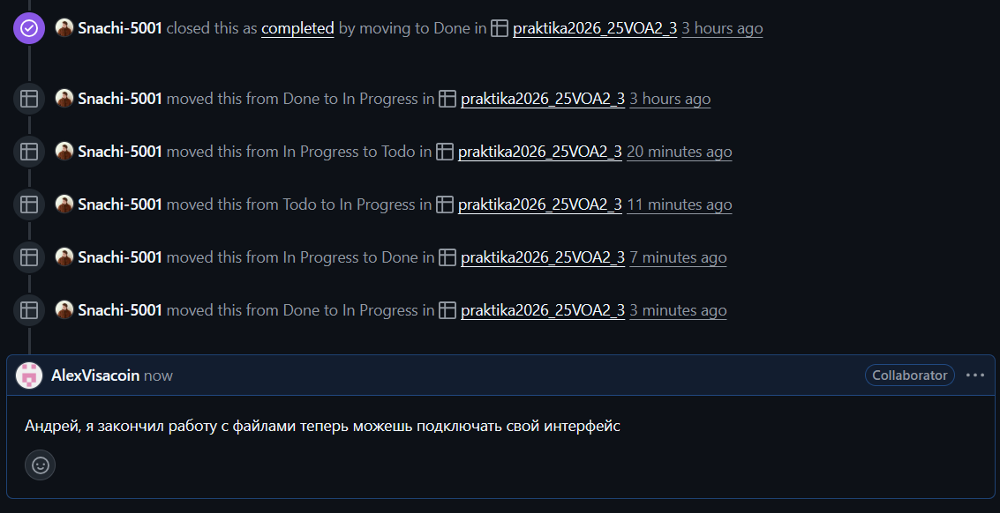 Snachi-5001 closed this as completed by moving to Done in praktika2026_25VOA2_3 3 hours ago
Snachi-5001 moved this from Done to In Progress in praktika2026_25VOA2_3 3 hours ago
Snachi-5001 moved this from In Progress to Todo in praktika2026_25VOA2_3 20 minutes ago
Snachi-5001 moved this from Todo to In Progress in praktika2026_25VOA2_3 11 minutes ago
Snachi-5001 moved this from In Progress to Done in praktika2026_25VOA2_3 7 minutes ago
Snachi-5001 moved this from Done to In Progress in praktika2026_25VOA2_3 3 minutes ago
AlexVisacoin now Collaborator
Андрей, я закончил работу с файлами теперь можешь подключать свой интерфейс